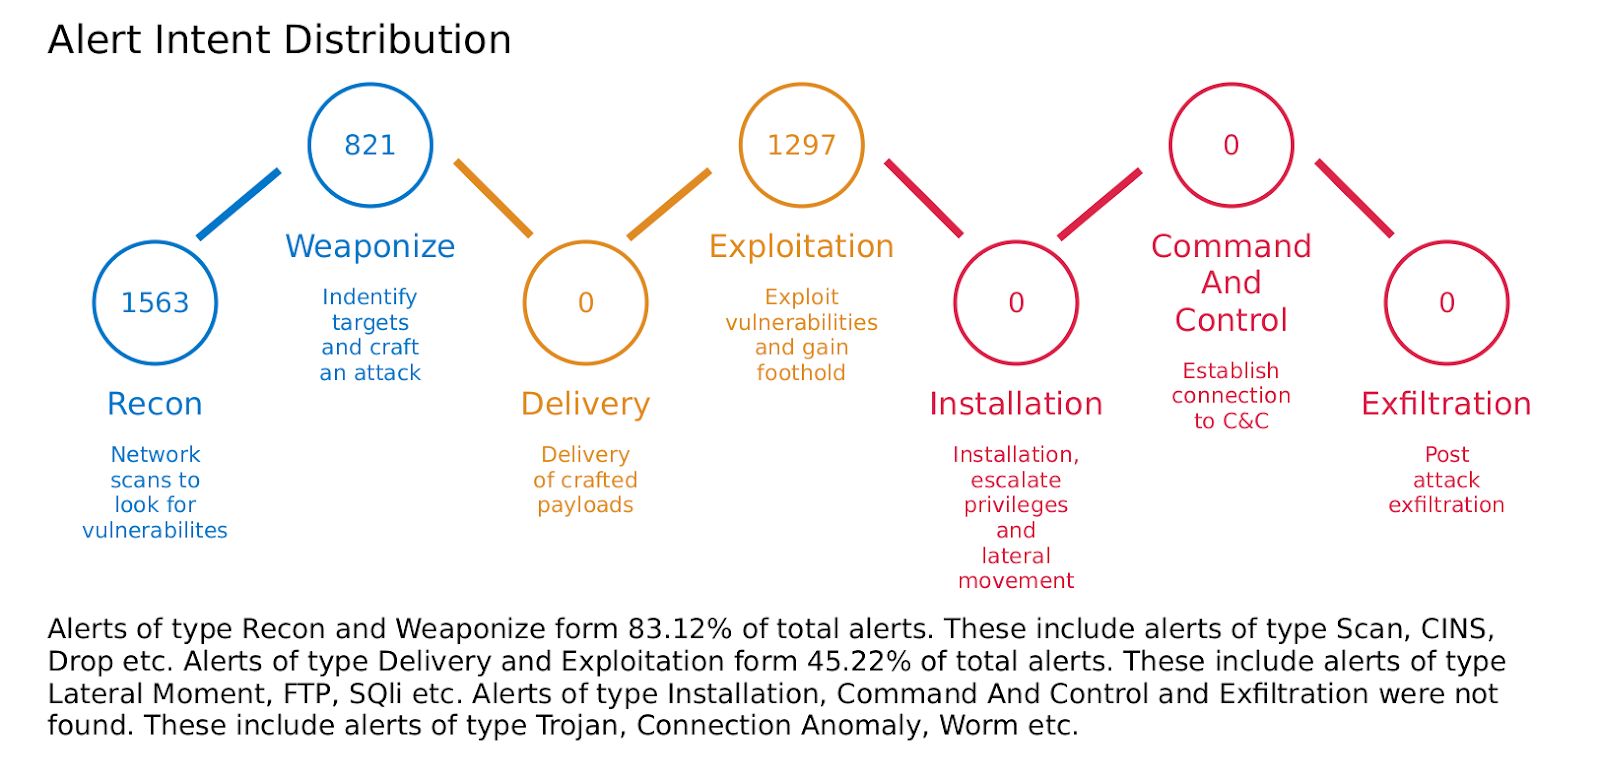 Alert Intent Distribution
1563
Recon
Network
scans to
look for
vulnerabilites
821
Weaponize
Indentify
targets
and craft
an attack
0
Delivery
Delivery
of crafted
payloads
1297
Exploitation
Exploit
vulnerabilities
and gain
foothold
0
Installation
Installation,
escalate
privileges
and
lateral
movement
0
Command
And
Control
Establish
connection
to C&C
0
Exfiltration
Post
attack
exfiltration
Alerts of type Recon and Weaponize form 83.12% of total alerts. These include alerts of type Scan, CINS,
Drop etc. Alerts of type Delivery and Exploitation form 45.22% of total alerts. These include alerts of type
Lateral Moment, FTP, SQli etc. Alerts of type Installation, Command And Control and Exfiltration were not
found. These include alerts of type Trojan, Connection Anomaly, Worm etc.